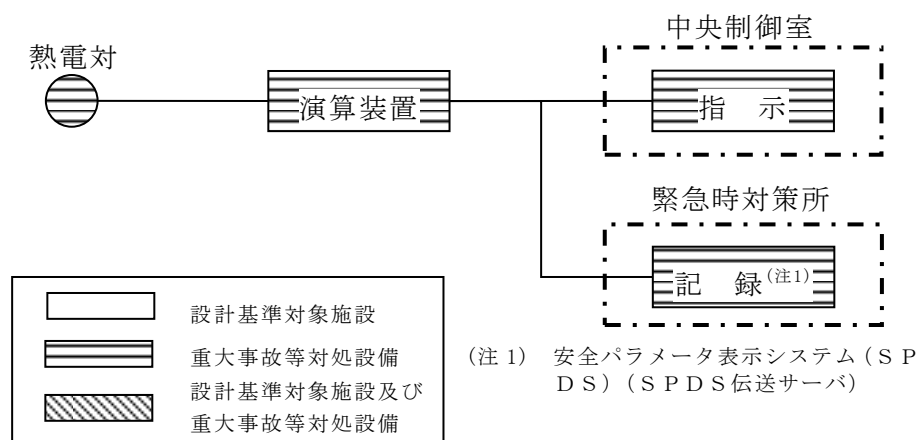 中央制御室
熱電対
演算装置
指 示
緊急時対策所
記 録(注1)
設計基準対象施設
重大事故等対処設備
設計基準対象施設及び
重大事故等対処設備
(注1) 安全パラメータ表示システム(SP
DS)(SPDS伝送サーバ)